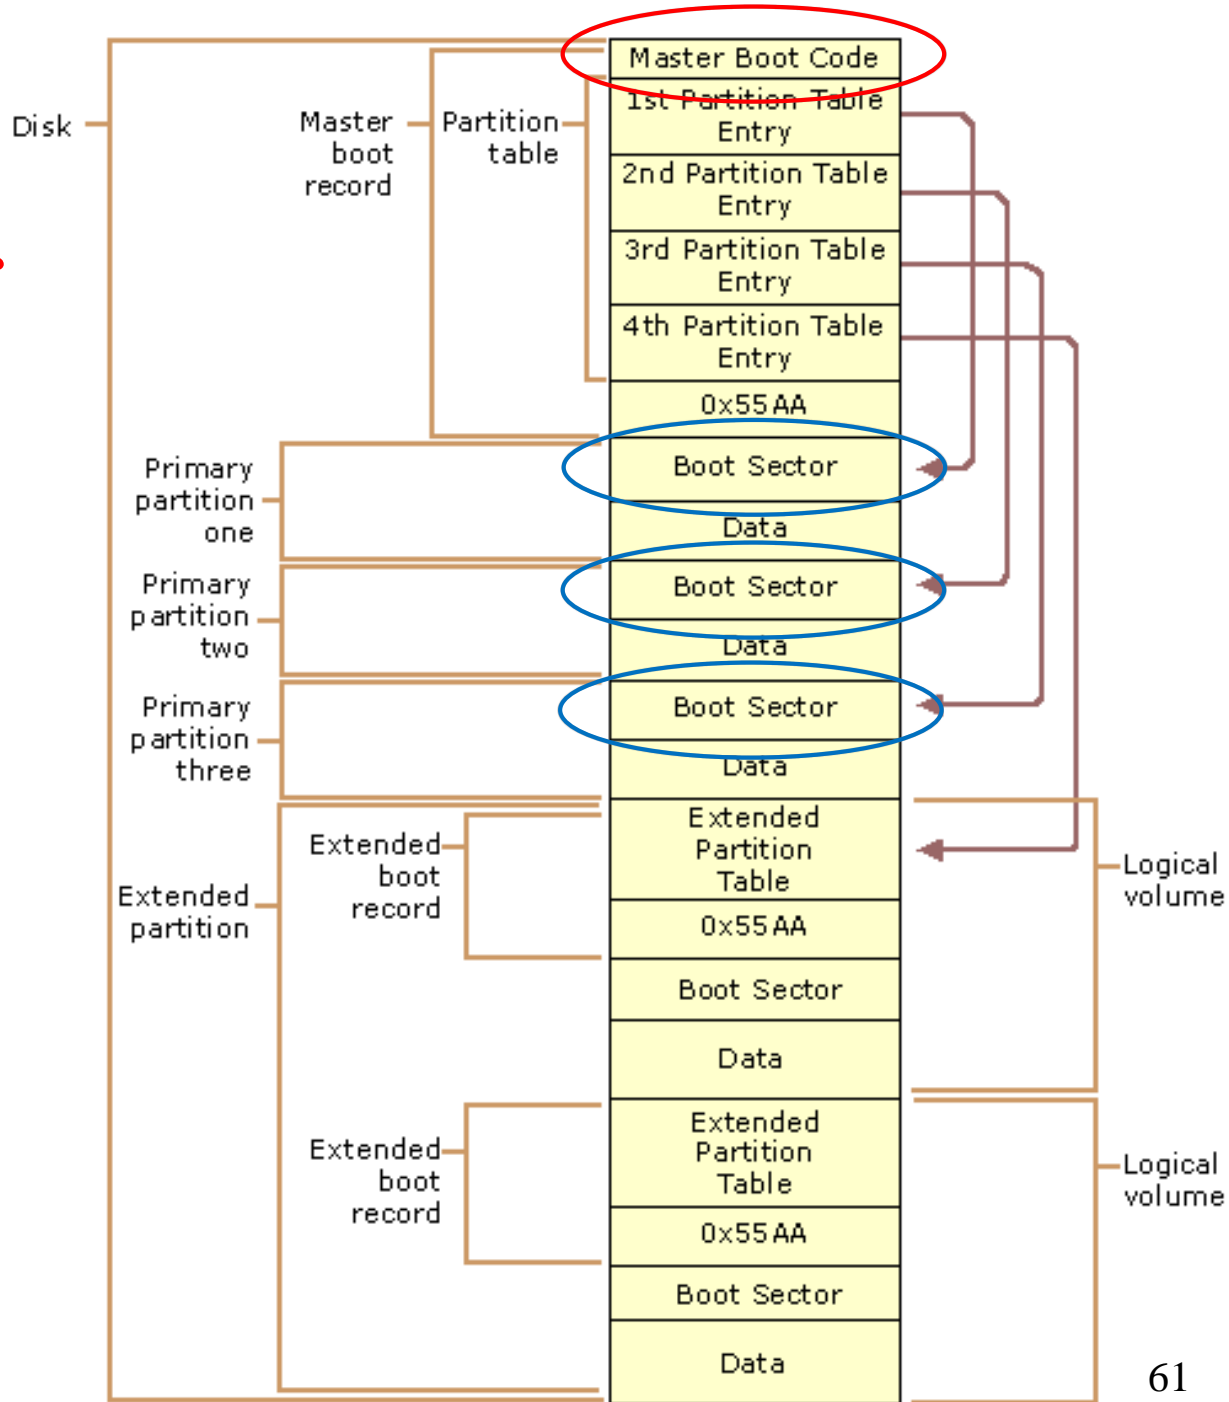 Disk
Master
boot
record
Partition
table
Master Boot Code
1st Partition Table
Entry
2nd Partition Table
Entry
3rd Partition Table
Entry
4th Partition Table
Entry
0x55AA
Primary
partition
one
Boot Sector
Data
Primary
partition
two
Boot Sector
Data
Primary
partition
three
Boot Sector
Data
Extended
partition
Extended
boot
record
Extended
Partition
Table
0x55AA
Boot Sector
Data
Logical
volume
Extended
boot
record
Extended
Partition
Table
0x55AA
Boot Sector
Data
Logical
volume
61